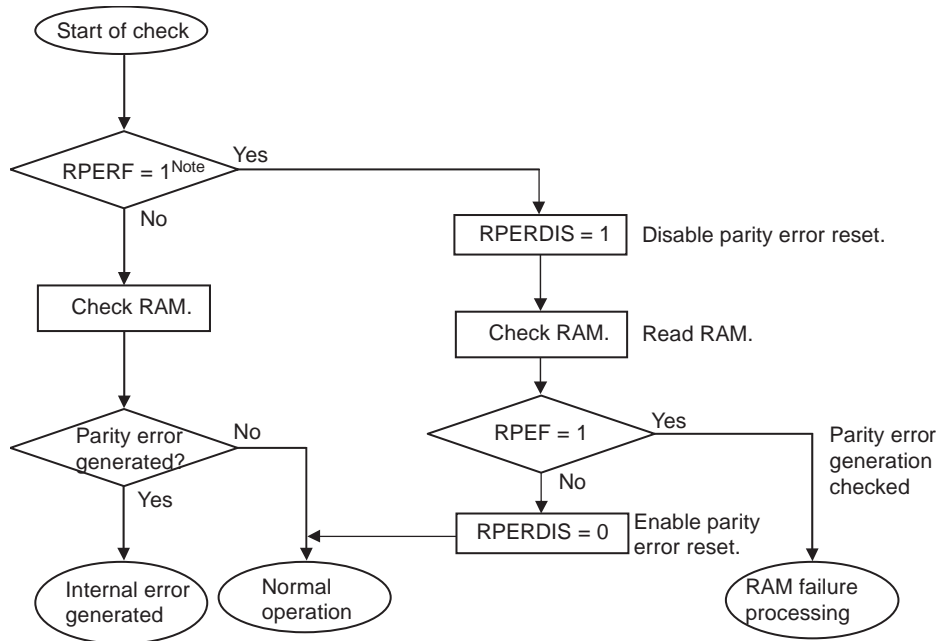 Start of check
RPERF = 1Note
Yes
No
RPERDIS = 1
Disable parity error reset.
Check RAM.
Check RAM.
Read RAM.
Parity error
generated?
No
Yes
RPEF = 1
Yes
No
Parity error
generation
checked
RPERDIS = 0
Enable parity
error reset.
Internal error
generated
Normal
operation
RAM failure
processing